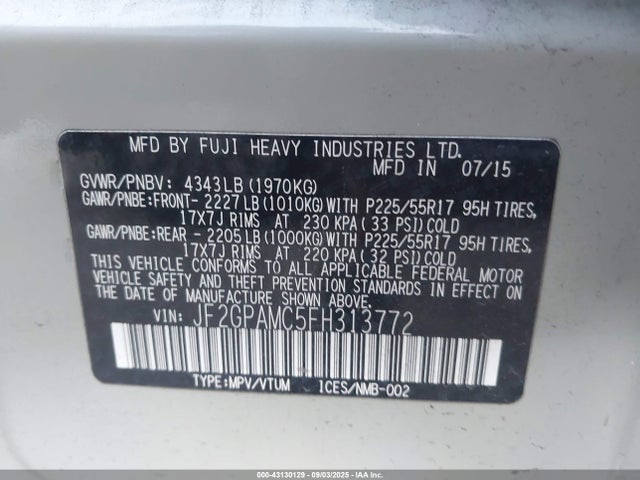 MFD BY FUJI HEAVY INDUSTRIES LTD.
MFD IN 07/15
GVWR/PNBV: 4343LB (1970KG)
GAWR/PNBE:FRONT- 2227LB (1010KG) WITH P225/55R17 95H TIRES,
17X7J RIMS AT 230 KPA ( 33 PSI) COLD
GAWR/PNBE:REAR - 2205LB (1000KG) WITH P225/55R17 95H TIRES,
17X7J RIMS AT 220 KPA ( 32 PSI) COLD
THIS VEHICLE CONFORMS TO ALL APPLICABLE FEDERAL MOTOR
VEHICLE SAFETY AND THEFT PREVENTION STANDARDS IN EFFECT
ON THE DATE OF MANUFACTURE SHOWN ABOVE.
VIN: JF2GPAMC5FH313772
TYPE:MPV/VTUM ICES/NMB-002
000-43130129 - 09/03/2025 - IAA Corp.